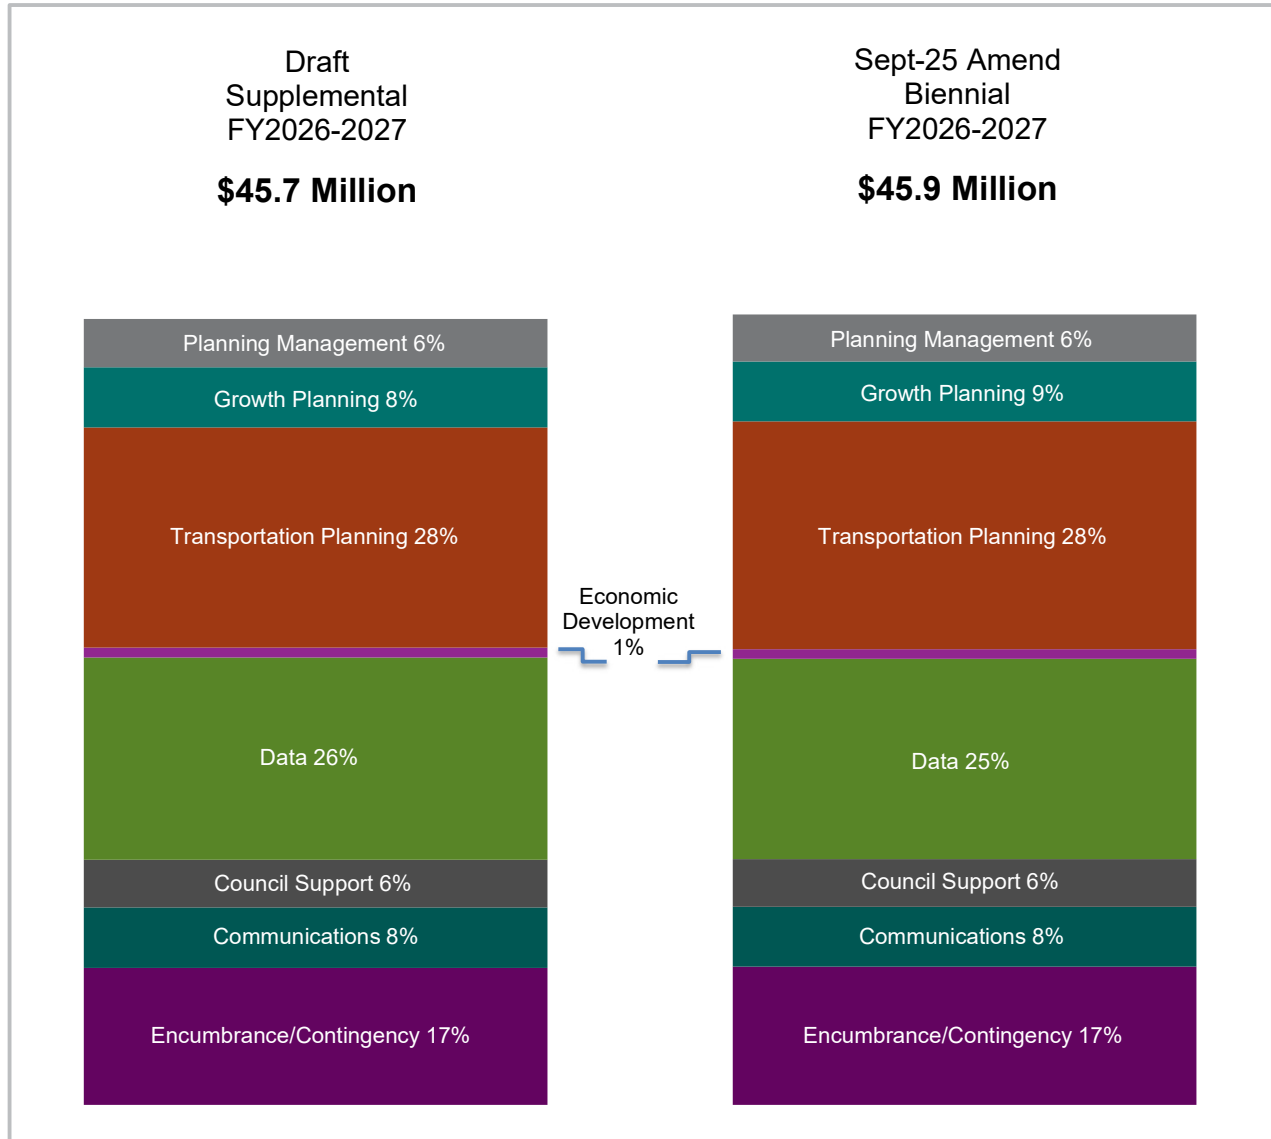 Draft
Supplemental
FY2026-2027
$45.7 Million
Planning Management 6%
Growth Planning 8%
Transportation Planning 28%
Data 26%
Council Support 6%
Communications 8%
Encumbrance/Contingency 17%
Economic
Development
1%
Sept-25 Amend
Biennial
FY2026-2027
$45.9 Million
Planning Management 6%
Growth Planning 9%
Transportation Planning 28%
Data 25%
Council Support 6%
Communications 8%
Encumbrance/Contingency 17%